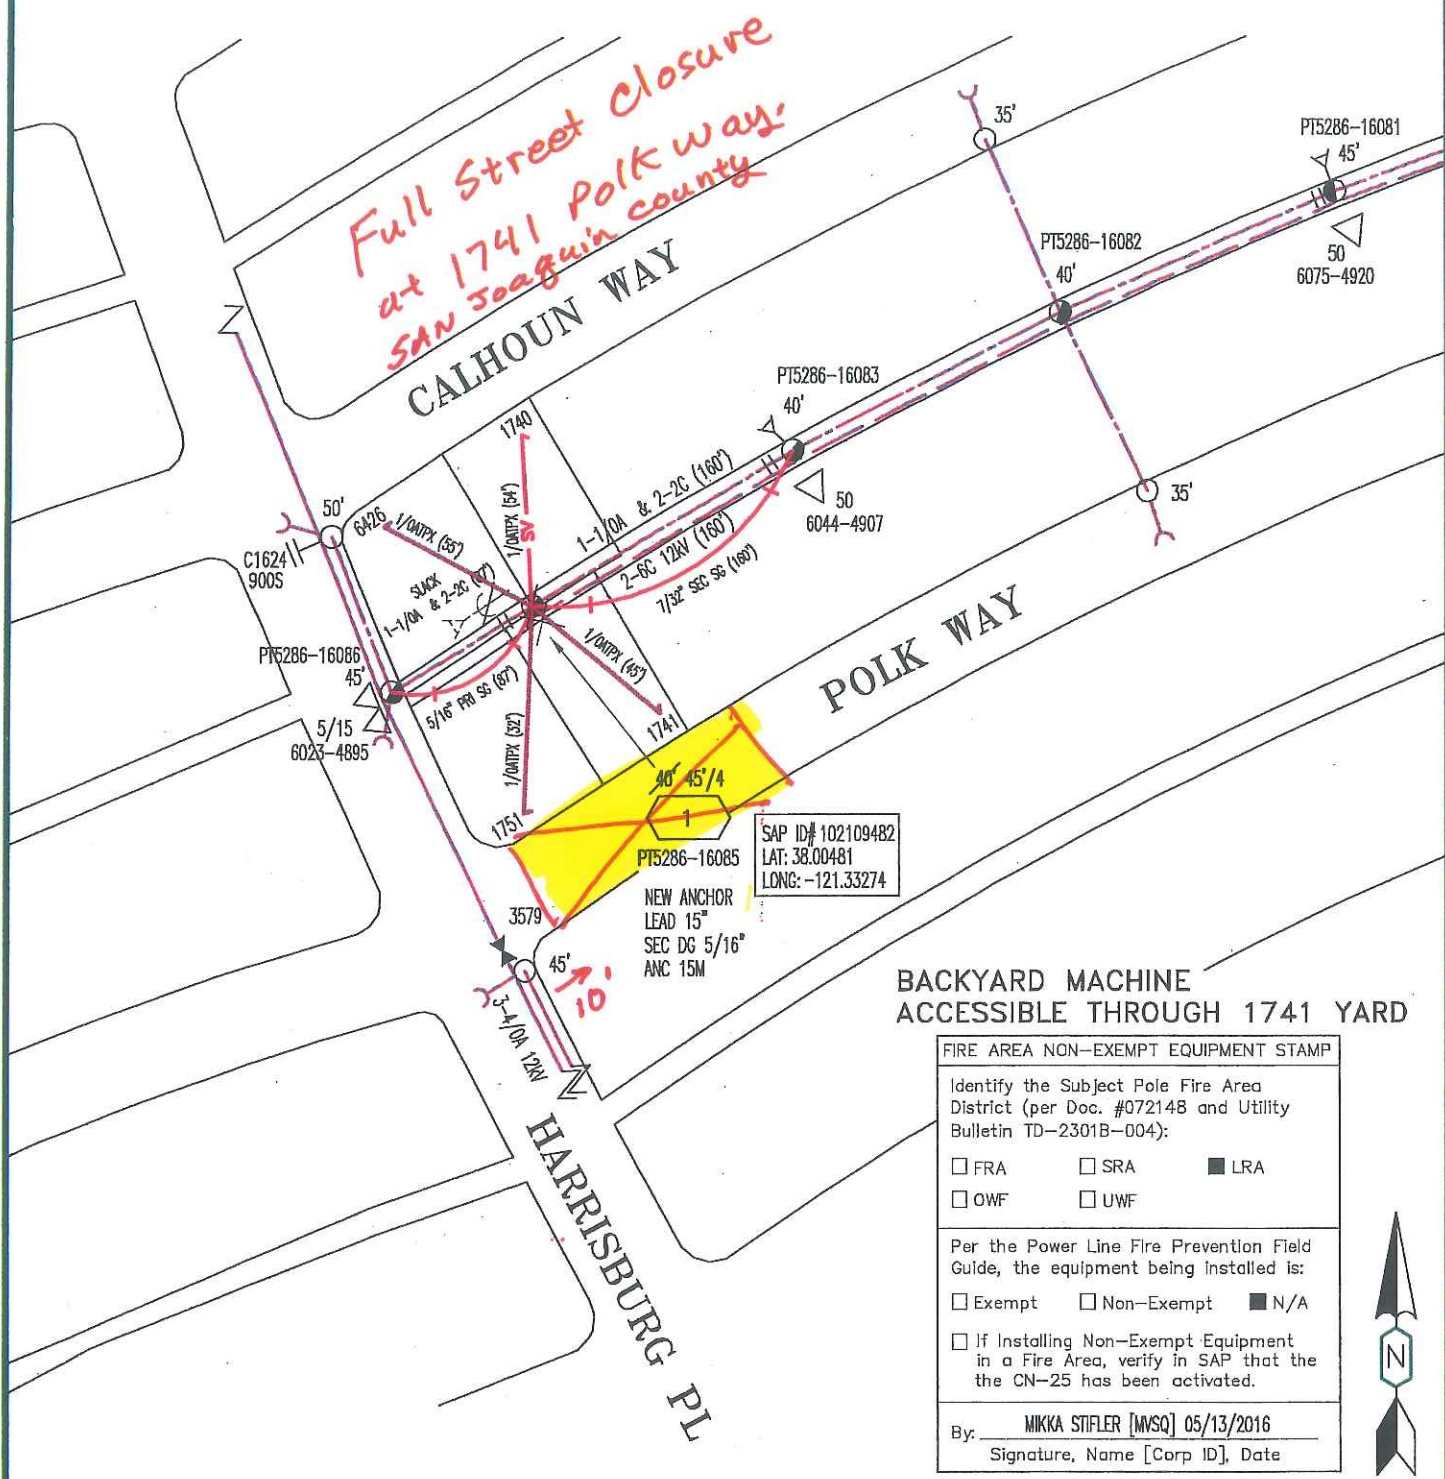 Full Street Closure
at 1741 Polk way.
SAN Joaquin county
CALHOUN WAY
35'
PT5286-16081
45'
50
6075-4920
PT5286-16082
40'
PT5286-16083
40'
50
6044-4907
35'
1740
1/0ATPX (54')
SV
1-1/0A & 2-2C (160')
2-6C 12kV (160')
7/32" SEC SG (160')
50'
6426
1/0ATPX (55')
C1624
900S
SLACK
1-1/0A & 2-2C (87')
PT5286-16086
45'
5/15
6023-4895
5/16" PRI SG (87')
1/0ATPX (45')
1/0ATPX (32')
1741
1751
POLK WAY
40' 45'/4
1
PT5286-16085
SAP ID# 102109482
LAT: 38.00481
LONG: -121.33274
NEW ANCHOR
LEAD 15"
SEC DG 5/16"
ANC 15M
3579
45'
10'
3-4/0A 12kV
HARRISBURG PL
BACKYARD MACHINE
ACCESSIBLE THROUGH 1741 YARD
FIRE AREA NON-EXEMPT EQUIPMENT STAMP
Identify the Subject Pole Fire Area
District (per Doc. #072148 and Utility
Bulletin TD-2301B-004):
FRA SRA LRA
OWF UWF
Per the Power Line Fire Prevention Field
Guide, the equipment being installed is:
Exempt Non-Exempt N/A
If Installing Non-Exempt Equipment
in a Fire Area, verify in SAP that the
the CN-25 has been activated.
By: MIKKA STIFLER [MVSQ] 05/13/2016
Signature, Name [Corp ID], Date
N